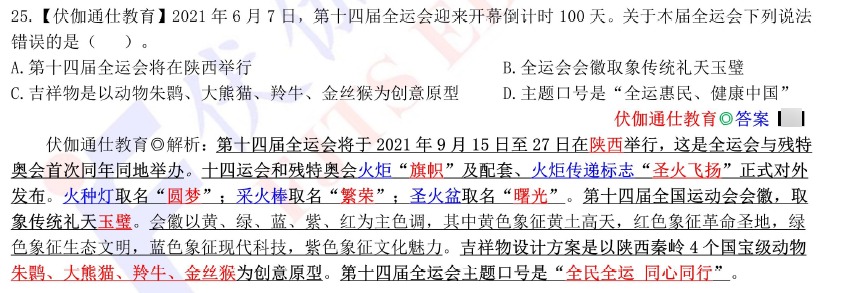 25.【伏伽通仕教育】2021 年 6 月 7 日，第十四届全运会迎来开幕倒计时 100 天。关于木届全运会下列说法
错误的是（　　）。
A.第十四届全运会将在陕西举行　　B.全运会会徽取象传统礼天玉璧
C.吉祥物是以动物朱鹮、大熊猫、羚牛、金丝猴为创意原型　　D.主题口号是“全运惠民、健康中国”
伏伽通仕教育◎答案
伏伽通仕教育◎解析：第十四届全运会将于 2021 年 9 月 15 日至 27 日在陕西举行，这是全运会与残特
奥会首次同年同地举办。十四运会和残特奥会火炬“旗帜”及配套、火炬传递标志“圣火飞扬”正式对外
发布。火种灯取名“圆梦”；采火棒取名“繁荣”；圣火盆取名“曙光”。第十四届全国运动会会徽，取
象传统礼天玉璧。会徽以黄、绿、蓝、紫、红为主色调，其中黄色象征黄土高天，红色象征革命圣地，绿
色象征生态文明，蓝色象征现代科技，紫色象征文化魅力。吉祥物设计方案是以陕西秦岭 4 个国宝级动物
朱鹮、大熊猫、羚牛、金丝猴为创意原型。第十四届全运会主题口号是“全民全运 同心同行”。